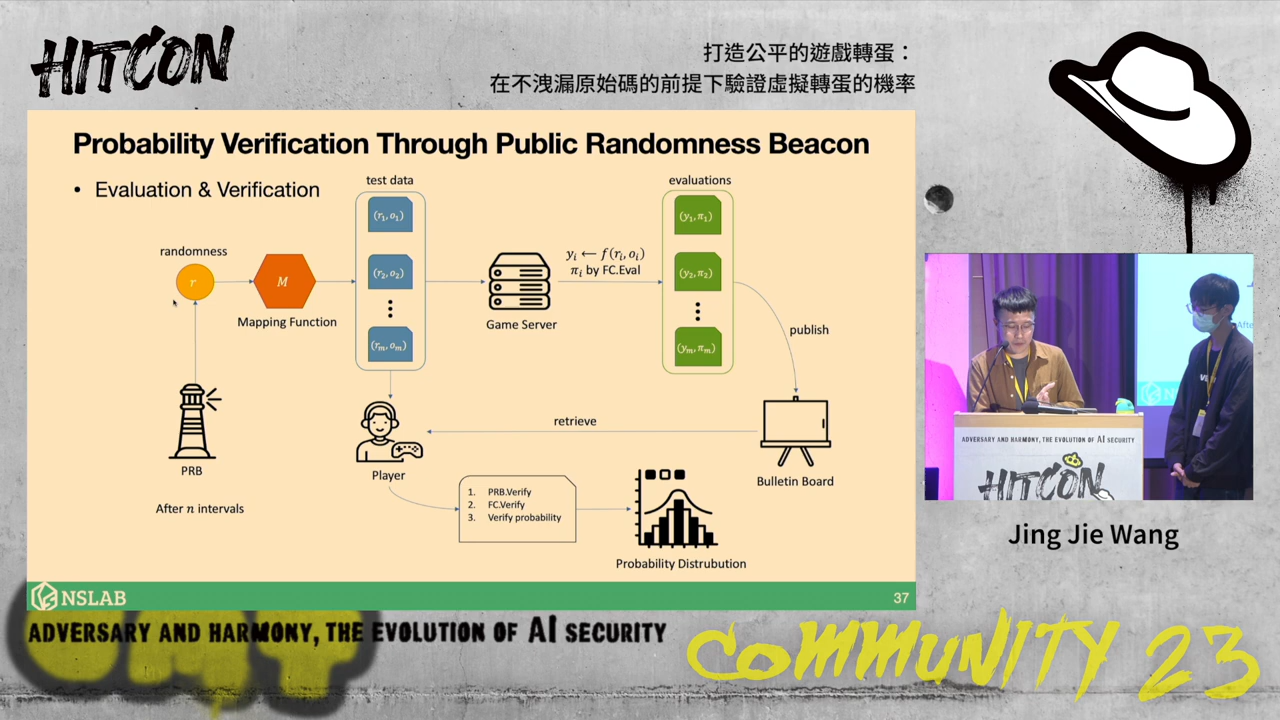 HITCON
打造公平的遊戲轉蛋：
在不洩漏原始碼的前提下驗證虛擬轉蛋的機率
Probability Verification Through Public Randomness Beacon
• Evaluation & Verification
test data
evaluations
(r₁, o₁)
(y₁, π₁)
randomness
yᵢ ← f(rᵢ, oᵢ)
πᵢ by FC.Eval
r
M
(r₂, o₂)
(y₂, π₂)
⋮
⋮
Mapping Function
Game Server
publish
(rₘ, oₘ)
(yₘ, πₘ)
retrieve
PRB
Player
Bulletin Board
After n intervals
1. PRB.Verify
2. FC.Verify
3. Verify probability
Probability Distrubution
NSLAB
37
ADVERSARY AND HARMONY, THE EVOLUTION OF AI SECURITY
HITCON
Jing Jie Wang
ADVERSARY AND HARMONY, THE EVOLUTION OF AI SECURITY
COMMUNITY 23